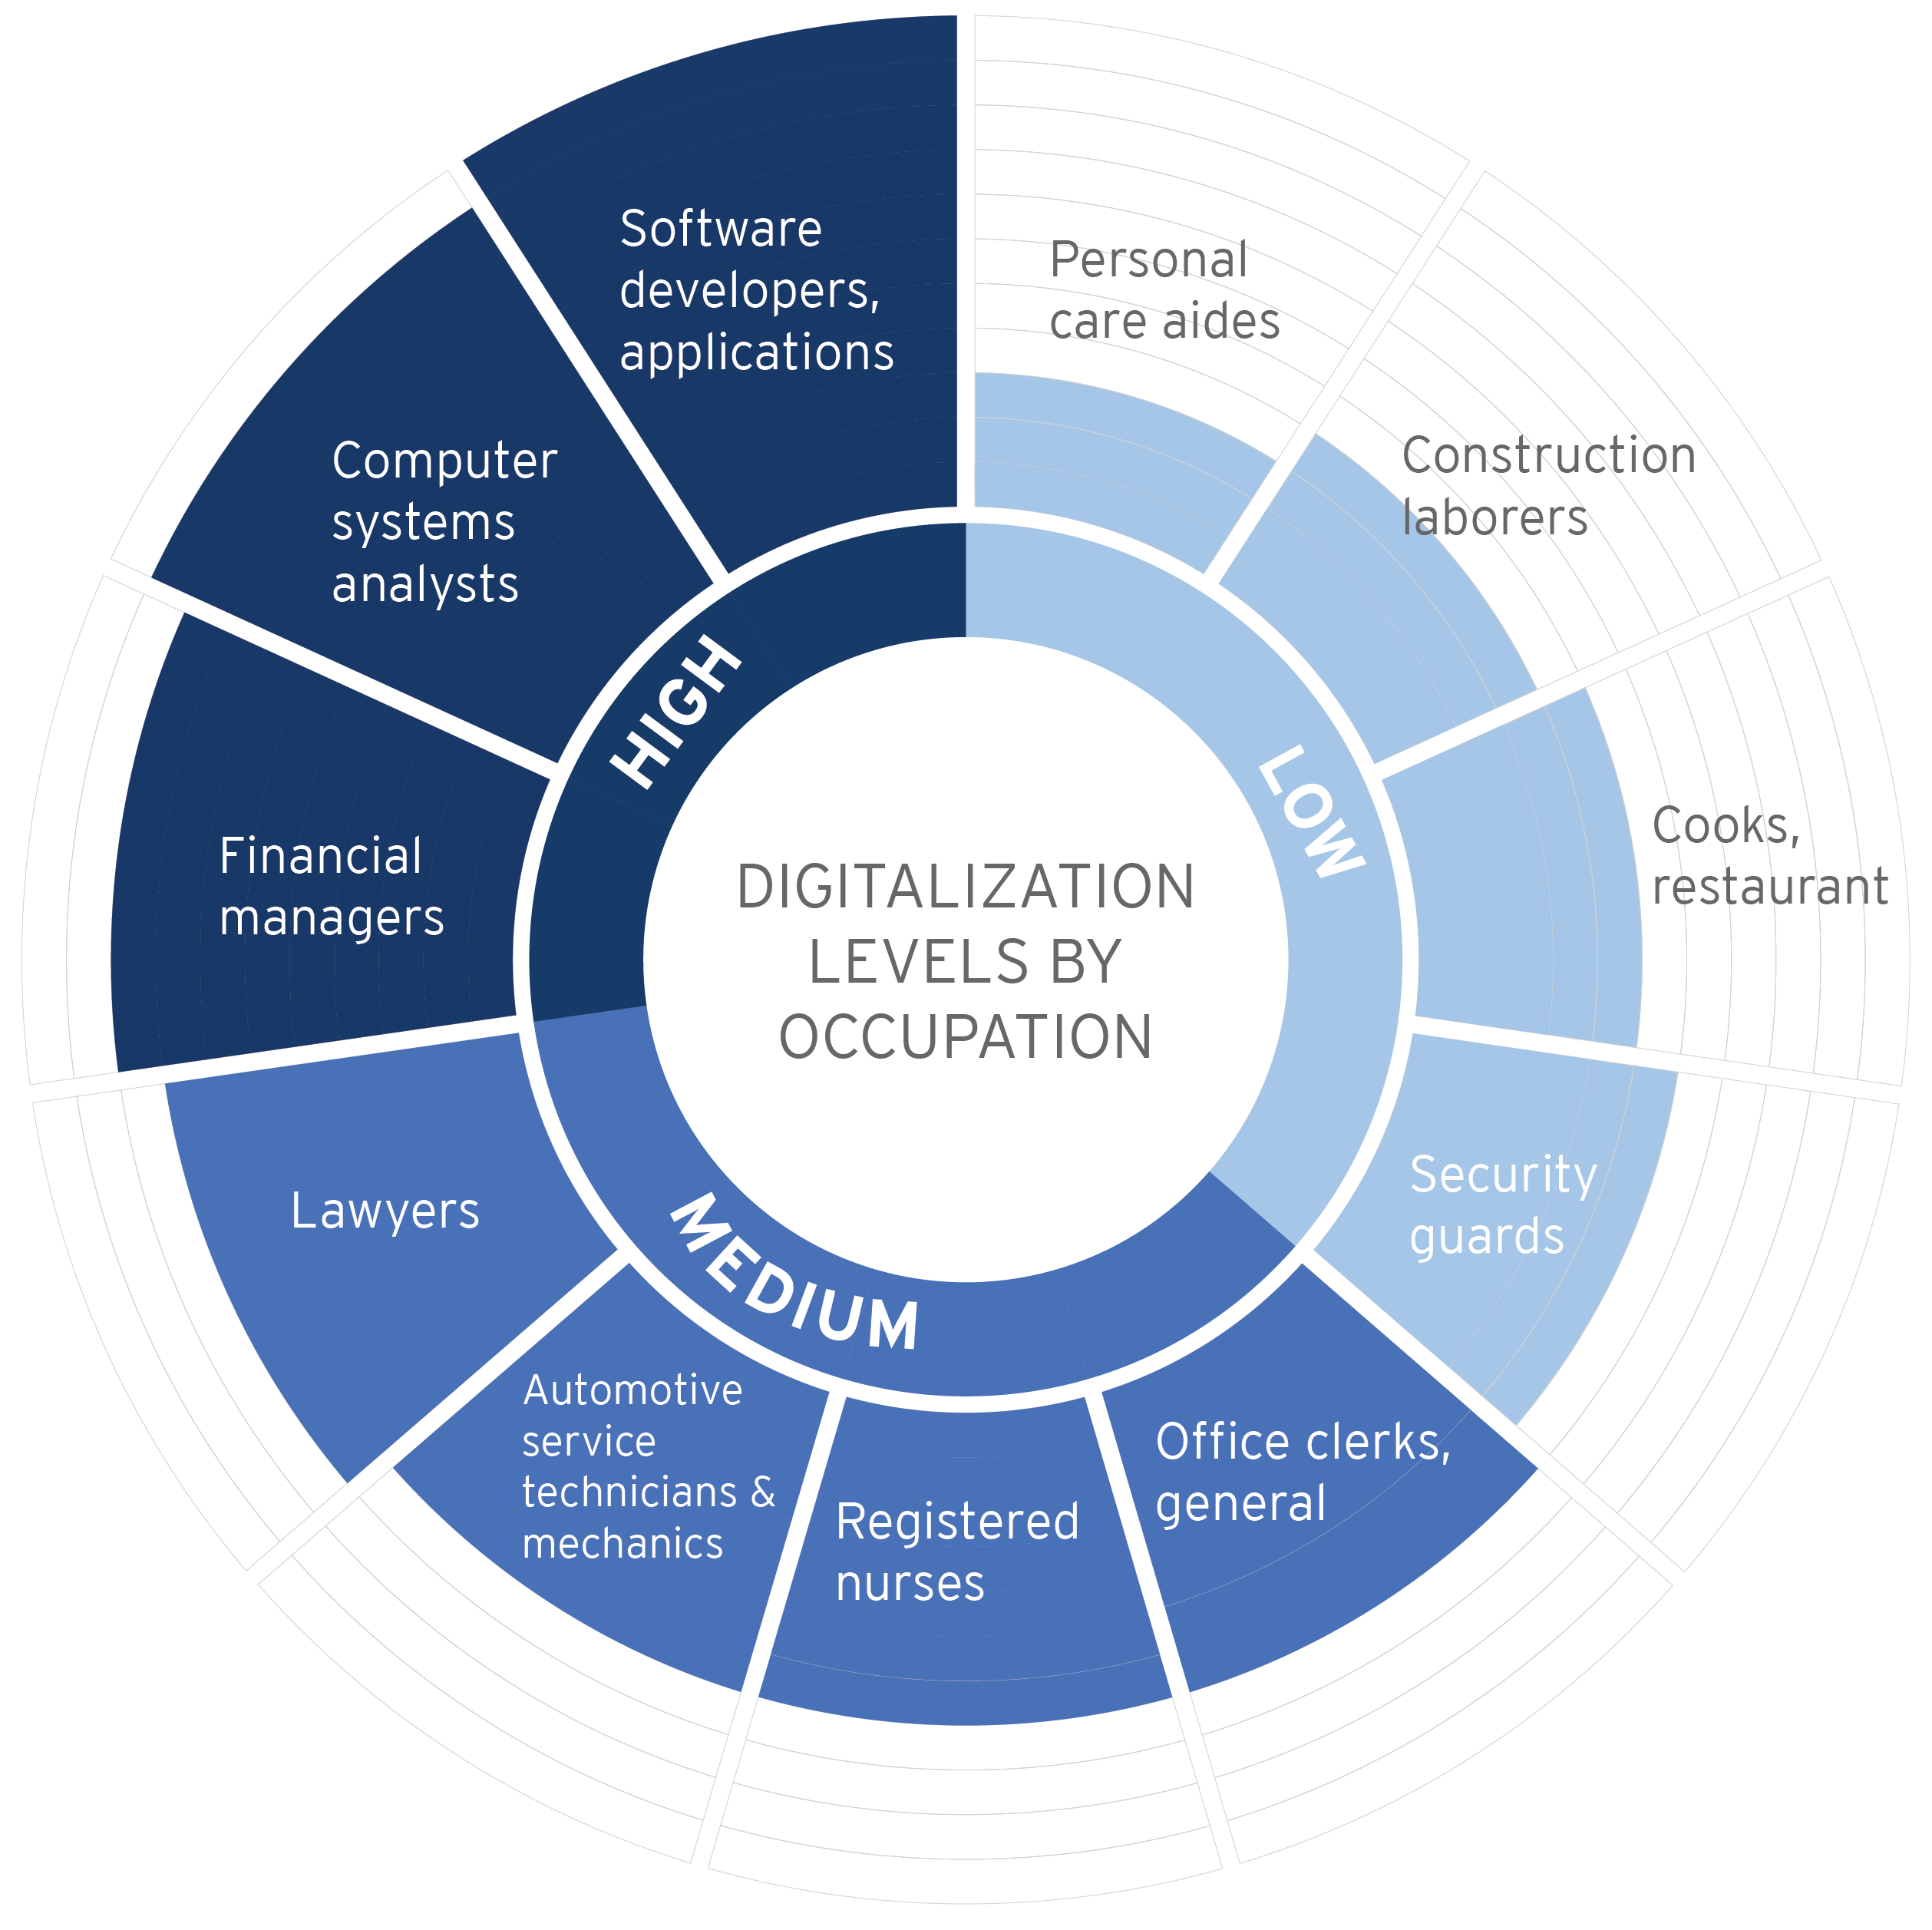 DIGITALIZATION
LEVELS BY
OCCUPATION
HIGH
Software
developers,
applications
Computer
systems
analysts
Financial
managers
MEDIUM
Lawyers
Automotive
service
technicians &
mechanics
Registered
nurses
Office clerks,
general
LOW
Personal
care aides
Construction
laborers
Cooks,
restaurant
Security
guards